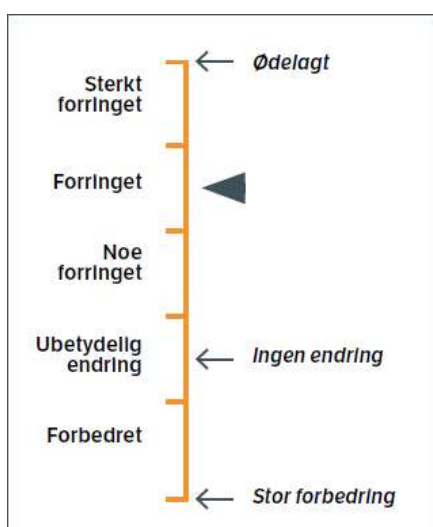 Ødelagt
Sterkt
forringet
Forringet
Noe
forringet
Ubetydelig
endring
Ingen endring
Forbedret
Stor forbedring